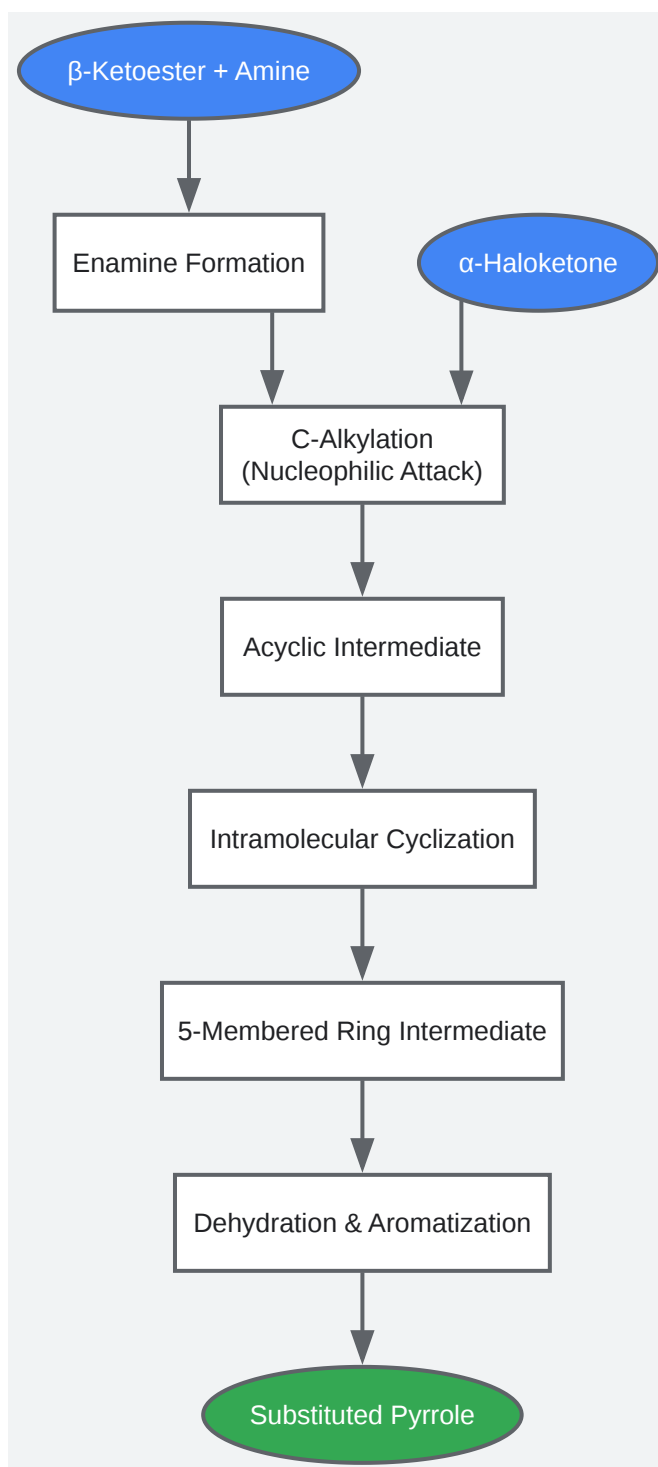 β-Ketoester + Amine
Enamine Formation
α-Haloketone
C-Alkylation
(Nucleophilic Attack)
Acyclic Intermediate
Intramolecular Cyclization
5-Membered Ring Intermediate
Dehydration & Aromatization
Substituted Pyrrole